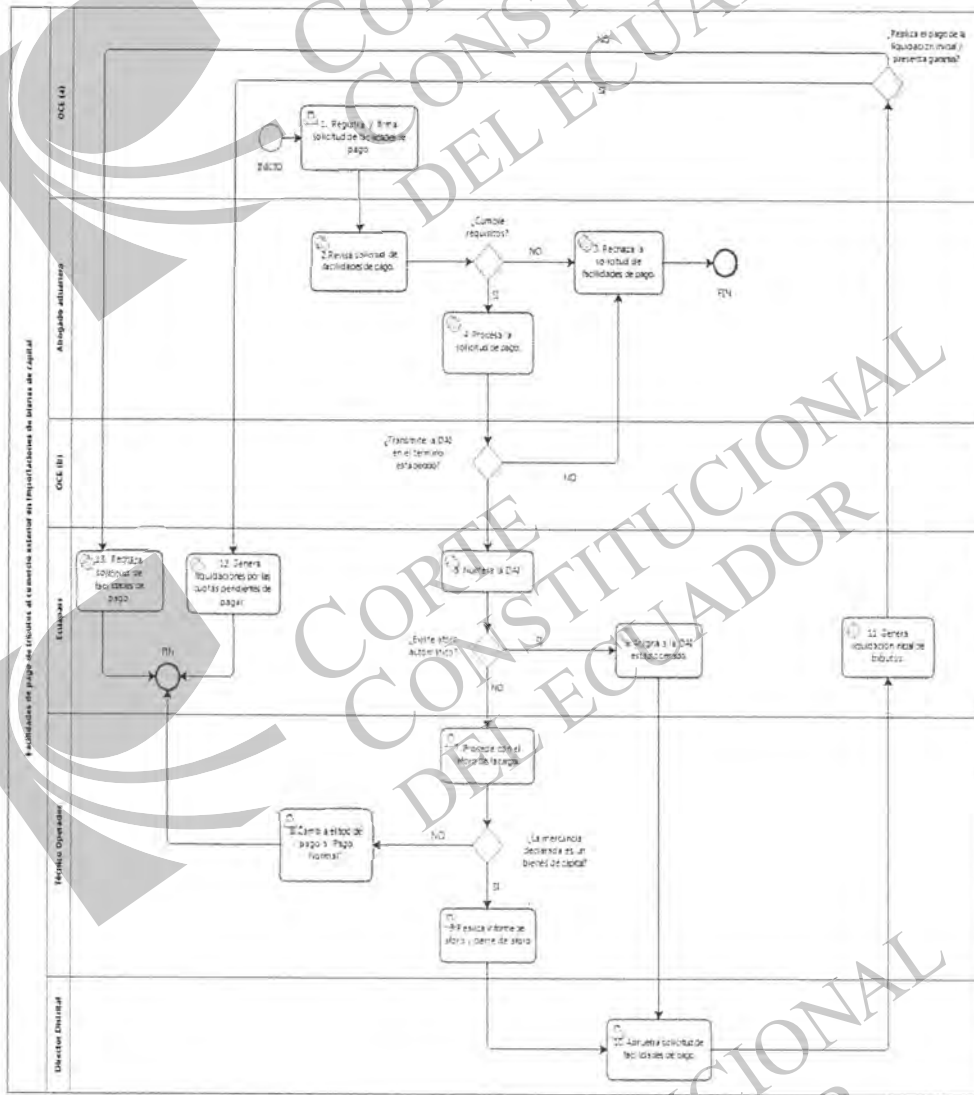 Facilidades de pago de tributos al comercio exterior en importaciones de bienes de capital
OCE (a)
¿Realiza el pago de la
liquidación inicial y
presenta garantía?
NO
SI
INICIO
1. Registra y firma
solicitud de facilidades de
pago
Abogado aduanero
2. Revisa solicitud de
facilidades de pago.
¿Cumple
requisitos?
NO
SI
3. Rechaza la
solicitud de
facilidades de pago.
FIN
4. Procesa la
solicitud de pago.
OCE (b)
¿Transmite la DAI
en el término
establecido?
NO
Ecuapass
13. Rechaza
solicitud de
facilidades de
pago.
12. Genera
liquidaciones por las
cuotas pendientes de
pagar.
FIN
5. Numera la DAI
¿Existe aforo
automático?
SI
NO
6. Asigna a la DAI
estado cerrado.
11. Genera
liquidación inicial de
tributos.
Técnico Operador
7. Procede con el
aforo de la carga.
NO
¿La mercancía
declarada es un
bienes de capital?
SI
8. Cambia el tipo de
pago a "Pago
Normal"
9. Realiza informe de
aforo y cierre de aforo
Director Distrital
10. Aprueba solicitud de
facilidades de pago
CORTE
CONSTITUCIONAL
DEL ECUADOR
CORTE
CONSTITUCIONAL
DEL ECUADOR